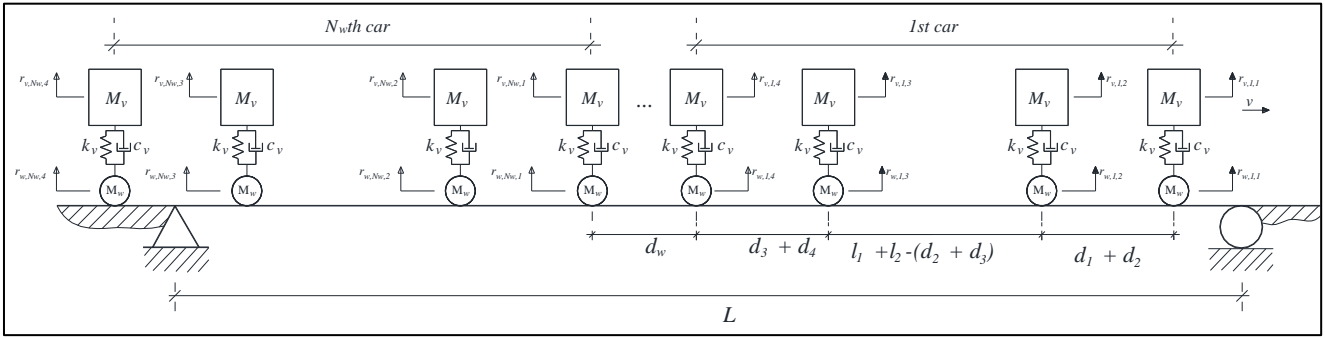 N_wth car 1st car
r_v,Nw,4 r_v,Nw,3 r_v,Nw,2 r_v,Nw,1 r_v,1,4 r_v,1,3 r_v,1,2 r_v,1,1
M_v M_v M_v M_v ... M_v M_v M_v M_v v
k_v c_v k_v c_v k_v c_v k_v c_v k_v c_v k_v c_v k_v c_v k_v c_v
r_w,Nw,4 r_w,Nw,3 r_w,Nw,2 r_w,Nw,1 r_w,1,4 r_w,1,3 r_w,1,2 r_w,1,1
M_w M_w M_w M_w M_w M_w M_w M_w
d_w d_3 + d_4 l_1 + l_2 -(d_2 + d_3) d_1 + d_2
L